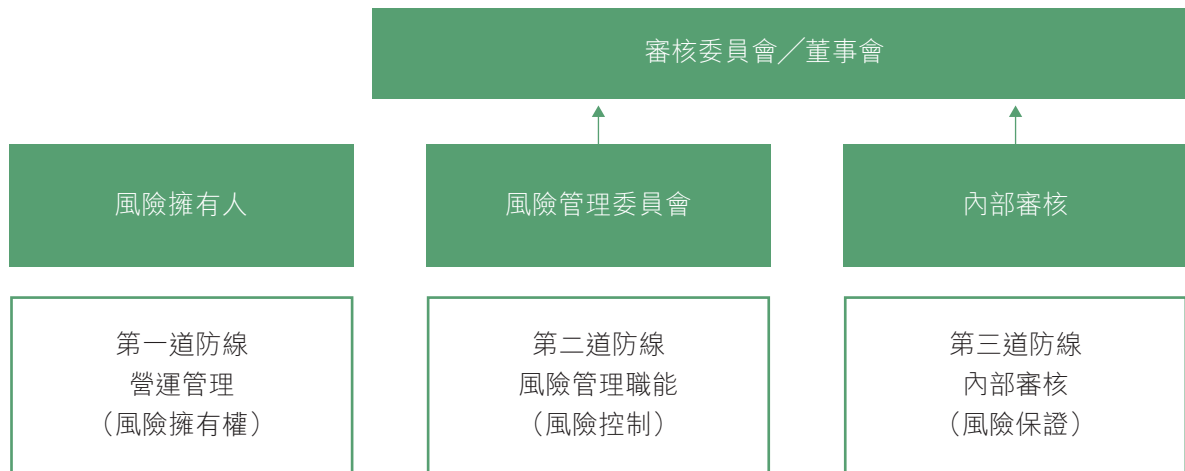 審核委員會／董事會
風險擁有人
風險管理委員會
內部審核
第一道防線
營運管理
（風險擁有權）
第二道防線
風險管理職能
（風險控制）
第三道防線
內部審核
（風險保證）